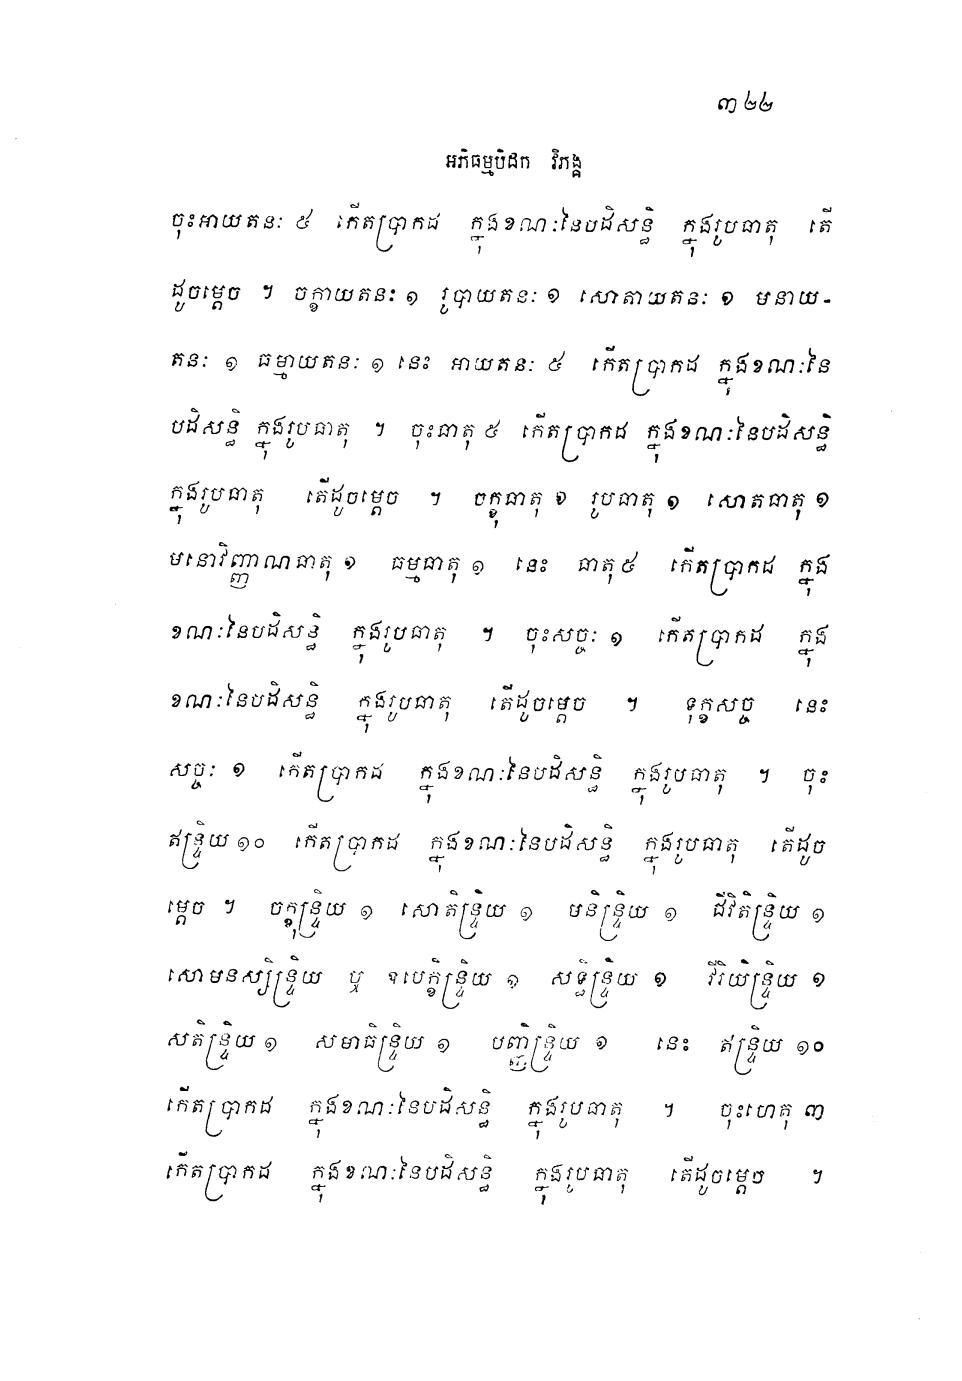 ៣២២
អភិធម្មបិដក វិភង្គ
ចុះអាយតនៈ ៥ កើតប្រាកដ ក្នុងខណៈនៃបដិសន្ធិ ក្នុងរូបធាតុ តើ
ដូចម្តេច ។ ចក្ខាយតនៈ ១ រូបាយតនៈ ១ សោតាយតនៈ ១ មនាយ-
តនៈ ១ ធម្មាយតនៈ ១ នេះ អាយតនៈ ៥ កើតប្រាកដ ក្នុងខណៈនៃ
បដិសន្ធិ ក្នុងរូបធាតុ ។ ចុះធាតុ ៥ កើតប្រាកដ ក្នុងខណៈនៃបដិសន្ធិ
ក្នុងរូបធាតុ តើដូចម្តេច ។ ចក្ខុធាតុ ១ រូបធាតុ ១ សោតធាតុ ១
មនោវិញ្ញាណធាតុ ១ ធម្មធាតុ ១ នេះ ធាតុ ៥ កើតប្រាកដ ក្នុង
ខណៈនៃបដិសន្ធិ ក្នុងរូបធាតុ ។ ចុះសច្ចៈ ១ កើតប្រាកដ ក្នុង
ខណៈនៃបដិសន្ធិ ក្នុងរូបធាតុ តើដូចម្តេច ។ ទុក្ខសច្ច នេះ
សច្ចៈ ១ កើតប្រាកដ ក្នុងខណៈនៃបដិសន្ធិ ក្នុងរូបធាតុ ។ ចុះ
ឥន្ទ្រិយ ១០ កើតប្រាកដ ក្នុងខណៈនៃបដិសន្ធិ ក្នុងរូបធាតុ តើដូច
ម្តេច ។ ចក្ខុន្ទ្រិយ ១ សោតិន្ទ្រិយ ១ មនិន្ទ្រិយ ១ ជីវិតិន្ទ្រិយ ១
សោមនស្សិន្ទ្រិយ ឬ ឧបេក្ខិន្ទ្រិយ ១ សទ្ធិន្ទ្រិយ ១ វីរិយិន្ទ្រិយ ១
សតិន្ទ្រិយ ១ សមាធិន្ទ្រិយ ១ បញ្ញិន្ទ្រិយ ១ នេះ ឥន្ទ្រិយ ១០
កើតប្រាកដ ក្នុងខណៈនៃបដិសន្ធិ ក្នុងរូបធាតុ ។ ចុះហេតុ ៣
កើតប្រាកដ ក្នុងខណៈនៃបដិសន្ធិ ក្នុងរូបធាតុ តើដូចម្តេច ។